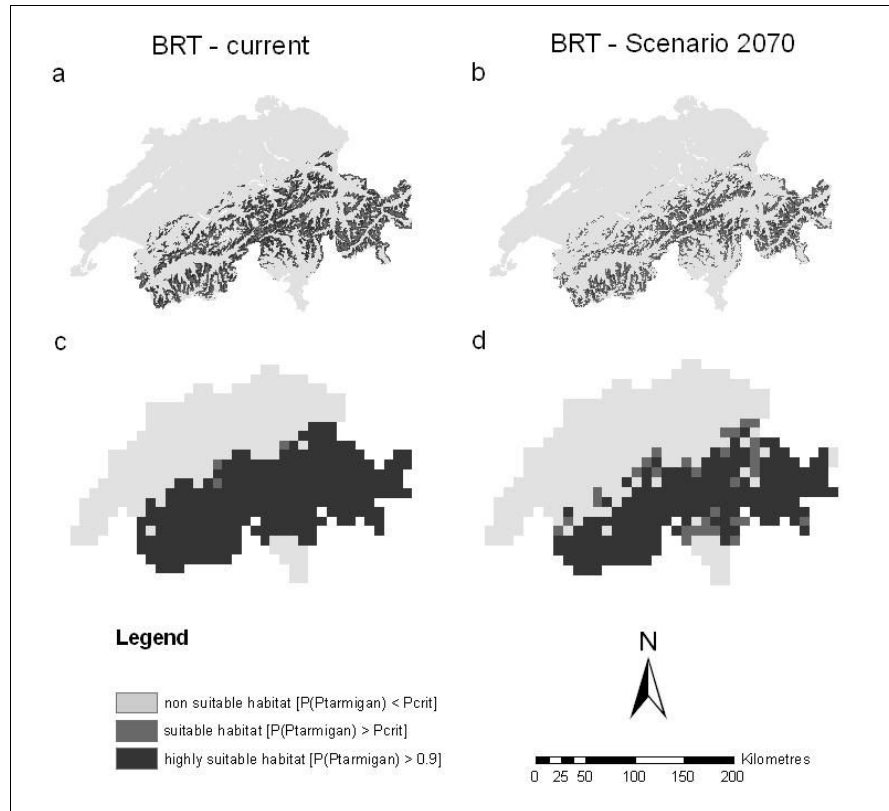 BRT - current
BRT - Scenario 2070
a
b
c
d
Legend
non suitable habitat [P(Ptarmigan) < Pcrit]
suitable habitat [P(Ptarmigan) > Pcrit]
highly suitable habitat [P(Ptarmigan) > 0.9]
N
Kilometres
0 25 50 100 150 200